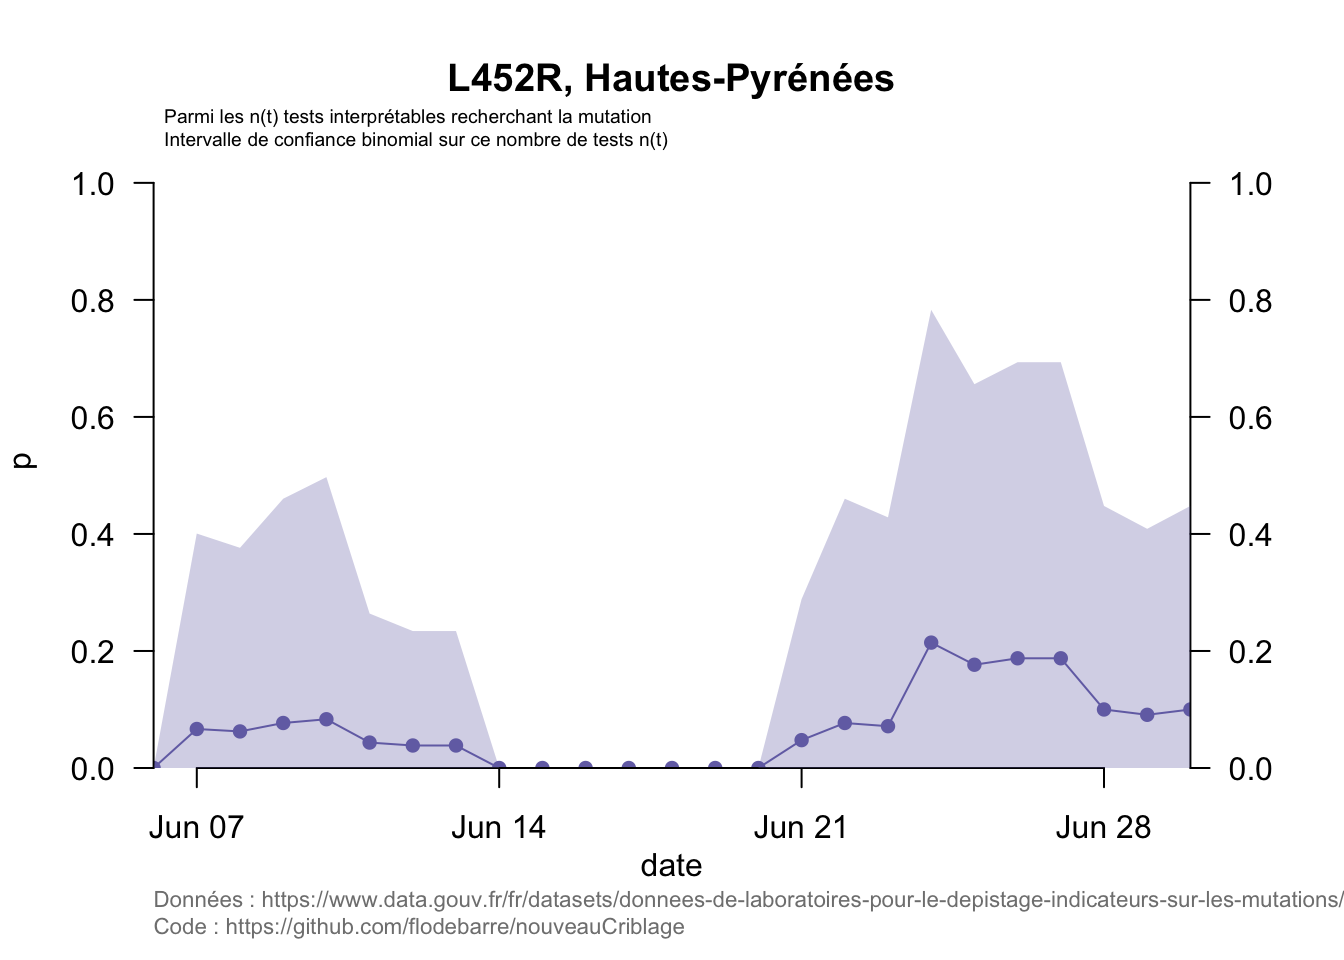 L452R, Hautes-Pyrénées
Parmi les n(t) tests interprétables recherchant la mutation
Intervalle de confiance binomial sur ce nombre de tests n(t)
1.0
0.8
0.6
0.4
0.2
0.0
p
1.0
0.8
0.6
0.4
0.2
0.0
Jun 07 Jun 14 Jun 21 Jun 28
date
Données : https://www.data.gouv.fr/fr/datasets/donnees-de-laboratoires-pour-le-depistage-indicateurs-sur-les-mutations/
Code : https://github.com/flodebarre/nouveauCriblage